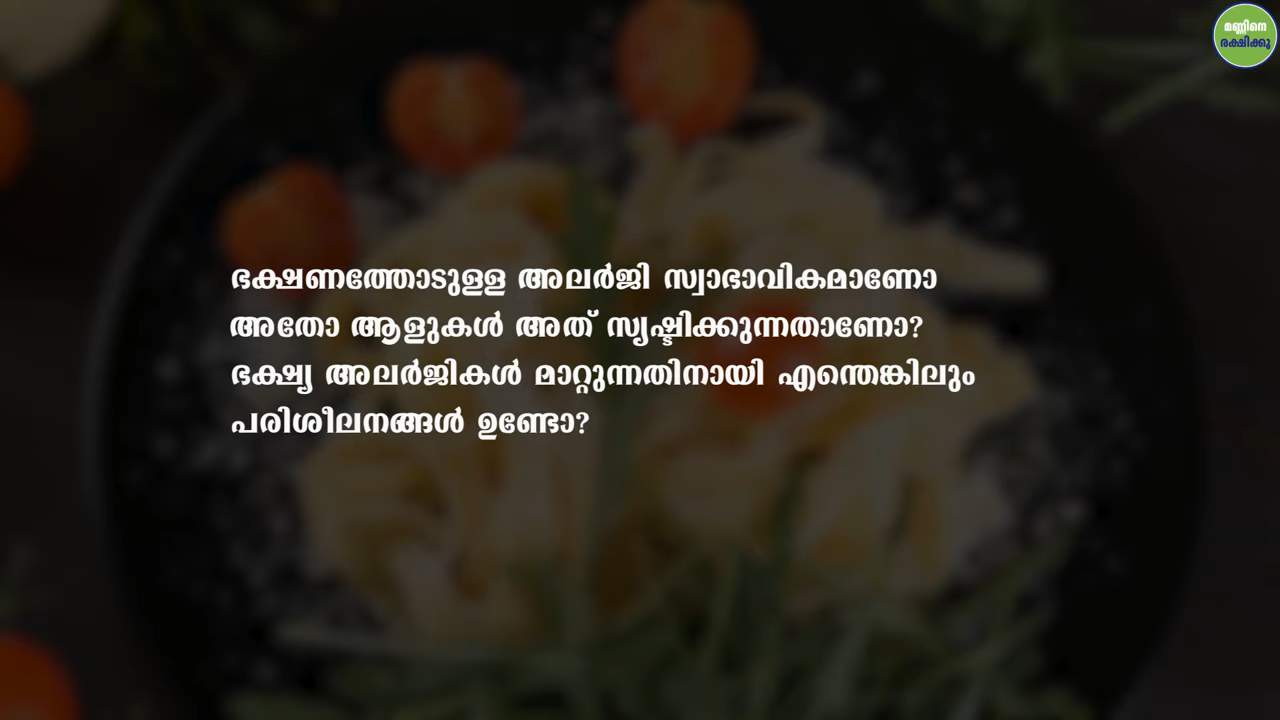 മണ്ണിനെ
രക്ഷിക്കൂ
ഭക്ഷണത്തോടുള്ള അലർജി സ്വാഭാവികമാണോ
അതോ ആളുകൾ അത് സൃഷ്ടിക്കുന്നതാണോ?
ഭക്ഷ്യ അലർജികൾ മാറ്റുന്നതിനായി എന്തെങ്കിലും
പരിശീലനങ്ങൾ ഉണ്ടോ?